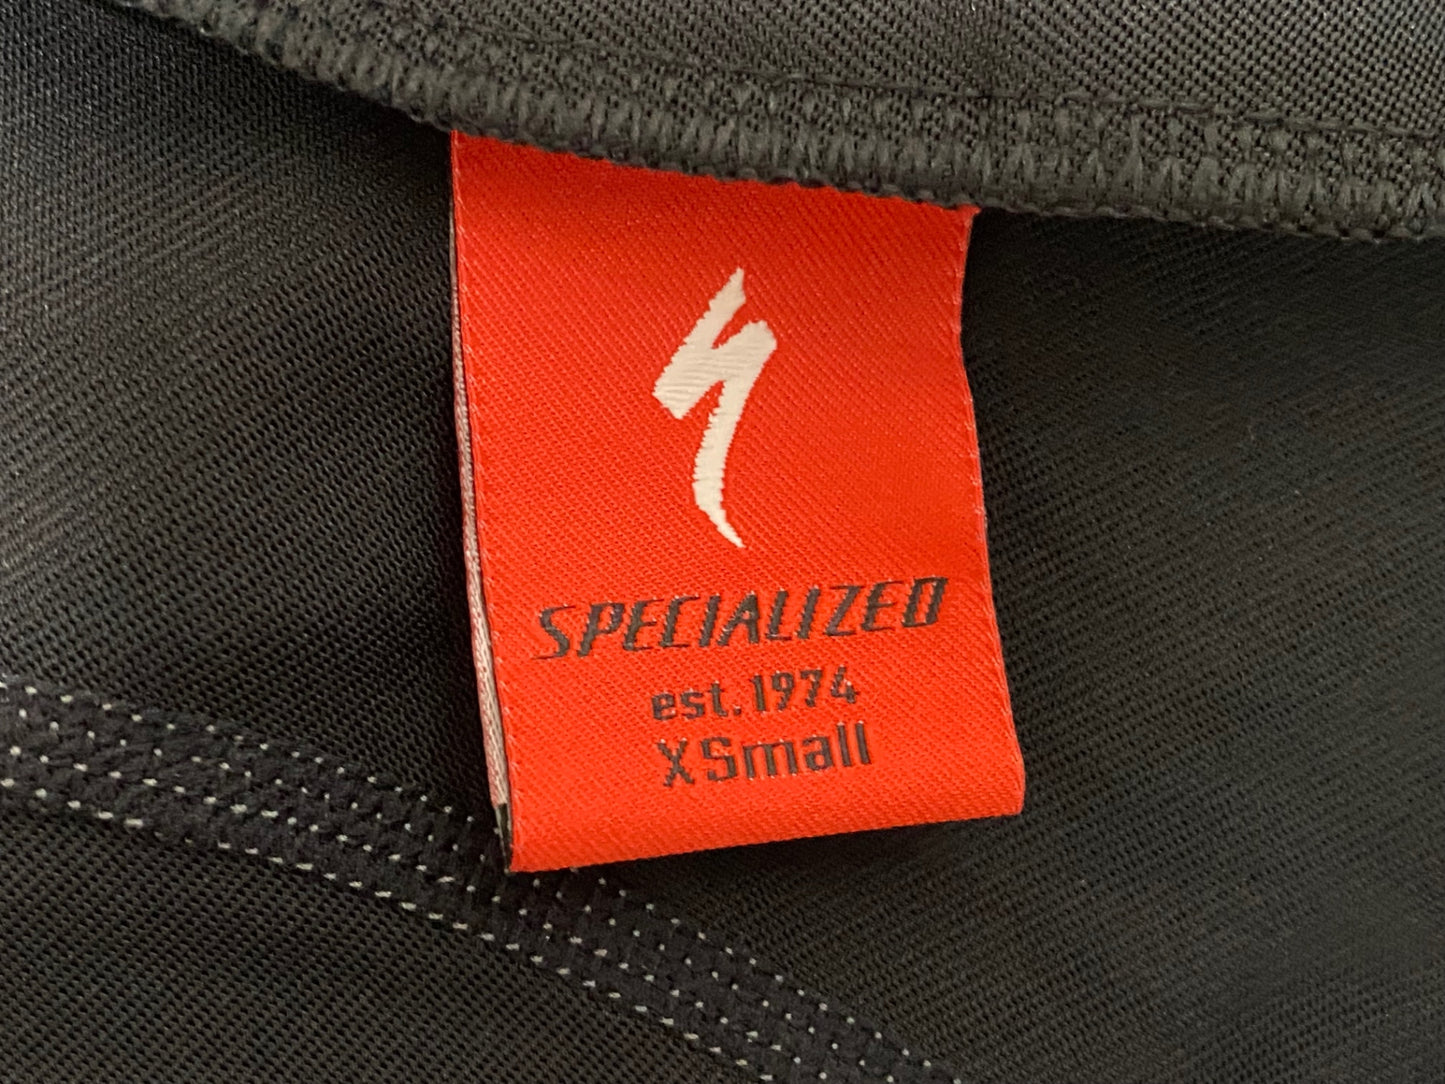 SPECIALIZED
est. 1974
XSmall